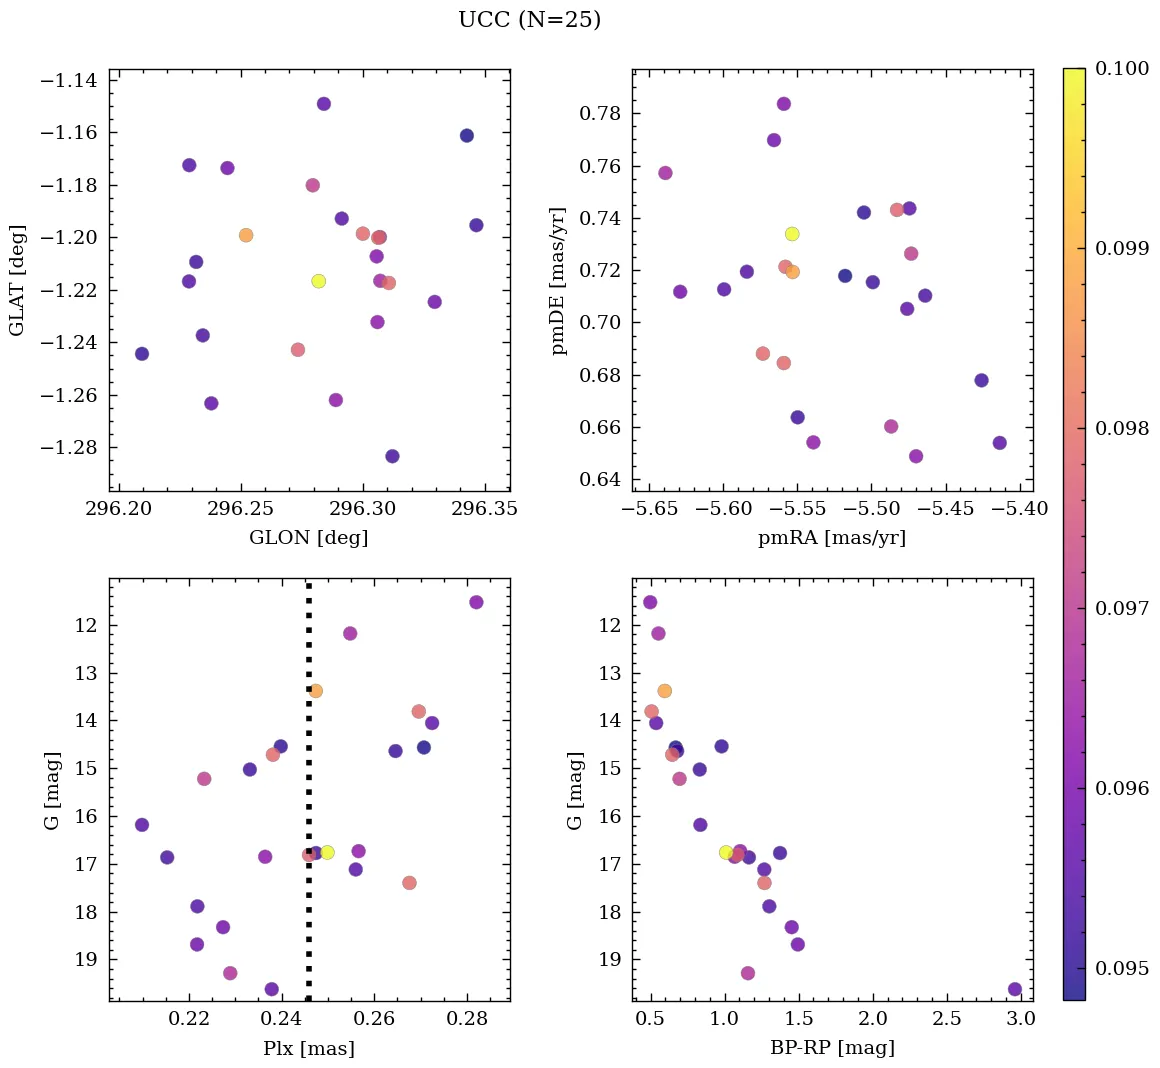 UCC (N=25)
−1.14
−1.16
−1.18
−1.20
−1.22
−1.24
−1.26
−1.28
GLAT [deg]
296.20 296.25 296.30 296.35
GLON [deg]
0.78
0.76
0.74
0.72
0.70
0.68
0.66
0.64
pmDE [mas/yr]
−5.65 −5.60 −5.55 −5.50 −5.45 −5.40
pmRA [mas/yr]
12
13
14
15
16
17
18
19
G [mag]
0.22 0.24 0.26 0.28
Plx [mas]
12
13
14
15
16
17
18
19
G [mag]
0.5 1.0 1.5 2.0 2.5 3.0
BP-RP [mag]
0.100
0.099
0.098
0.097
0.096
0.095